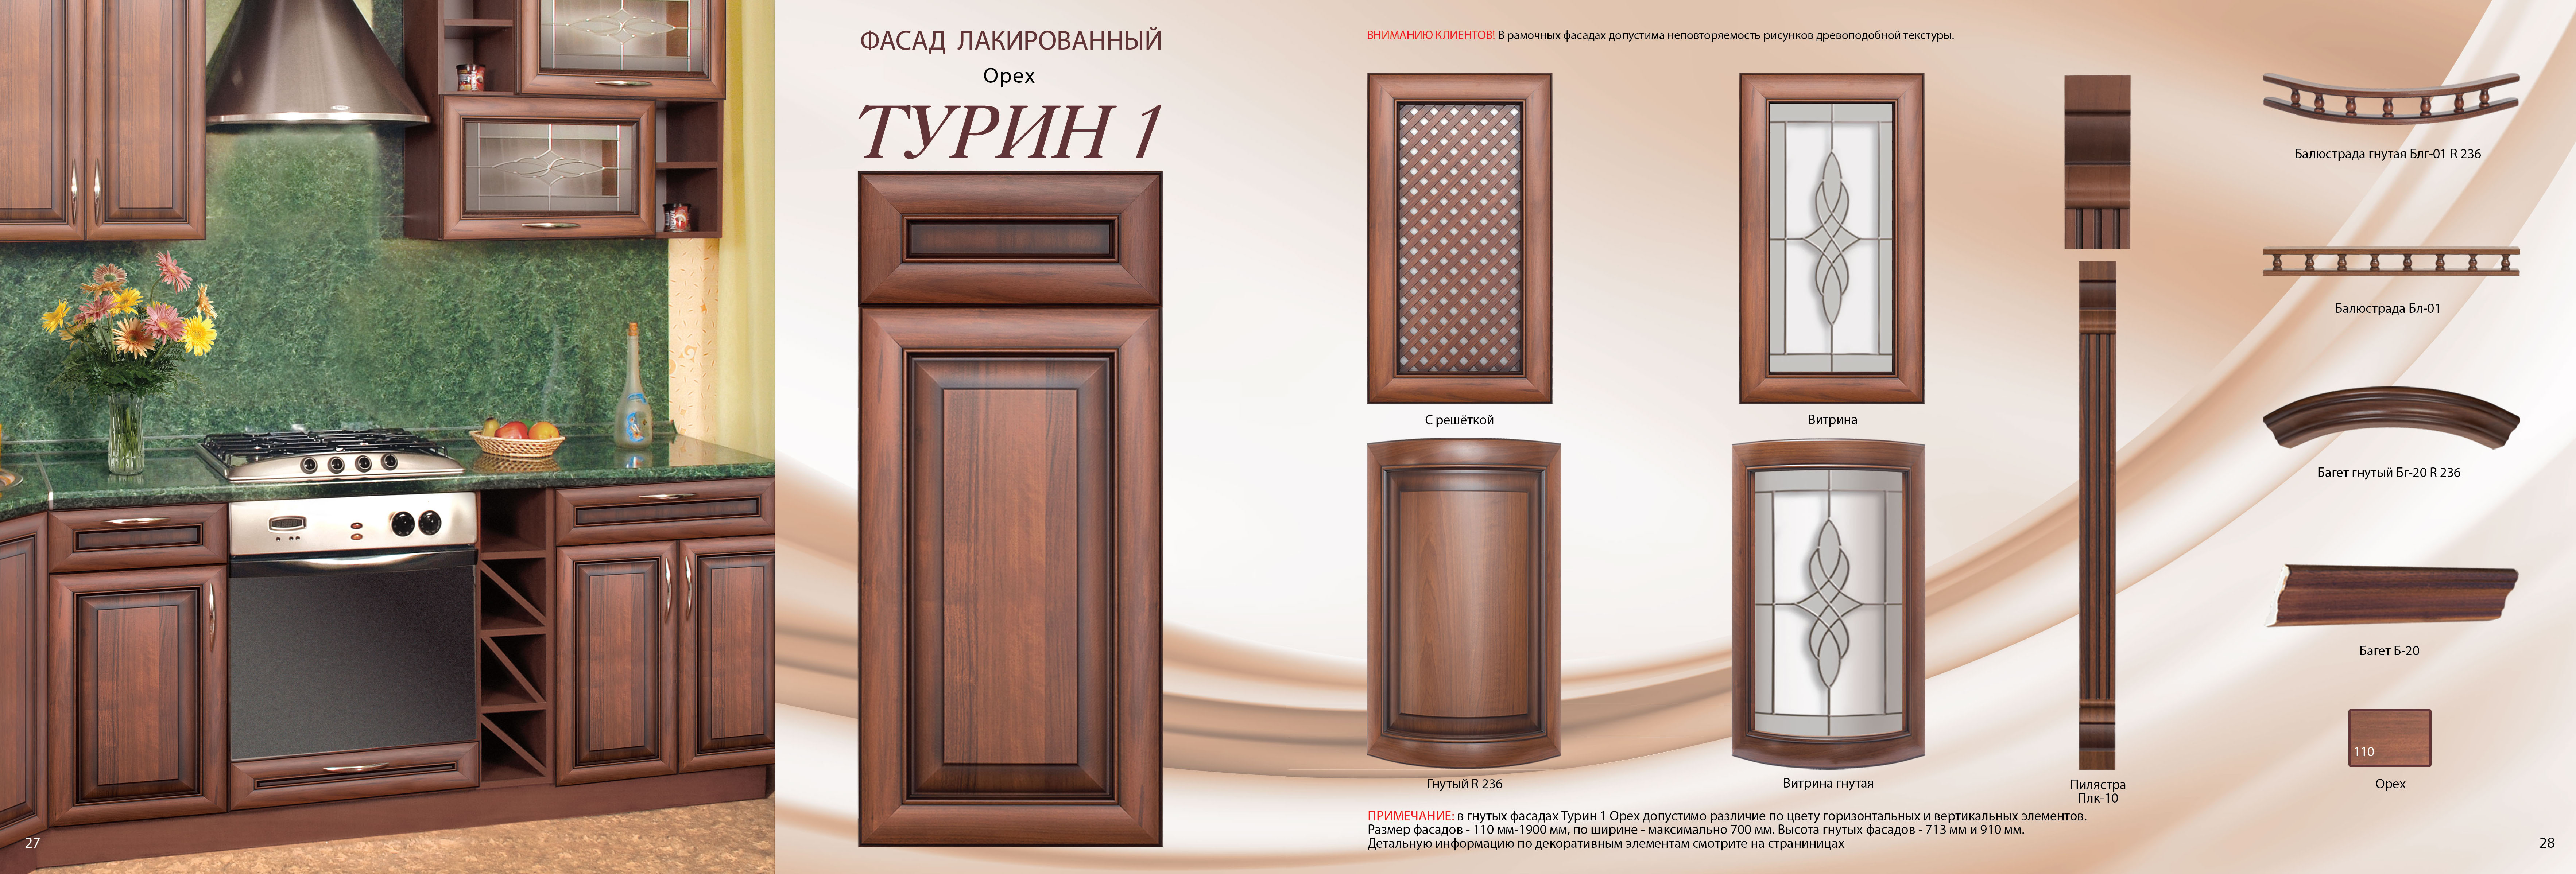 ФАСАД ЛАКИРОВАННЫЙ
Орех
ТУРИН 1
ВНИМАНИЮ КЛИЕНТОВ! В рамочных фасадах допустима неповторяемость рисунков древоподобной текстуры.
С решёткой
Витрина
Гнутый R 236
Витрина гнутая
Пилястра
Плк-10
Балюстрада гнутая Блг-01 R 236
Балюстрада Бл-01
Багет гнутый Бг-20 R 236
Багет Б-20
110
Орех
ПРИМЕЧАНИЕ: в гнутых фасадах Турин 1 Орех допустимо различие по цвету горизонтальных и вертикальных элементов.
Размер фасадов - 110 мм-1900 мм, по ширине - максимально 700 мм. Высота гнутых фасадов - 713 мм и 910 мм.
Детальную информацию по декоративным элементам смотрите на страниницах
27
28